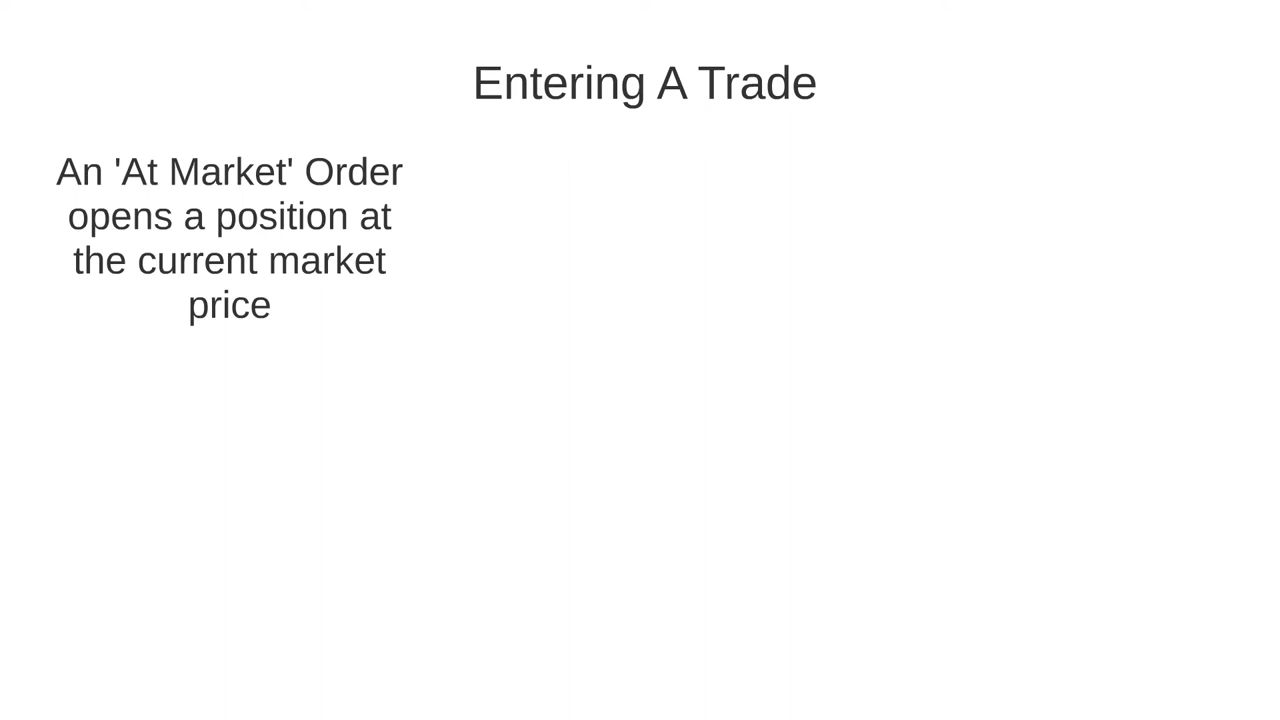 Entering A Trade
An 'At Market' Order
opens a position at
the current market
price